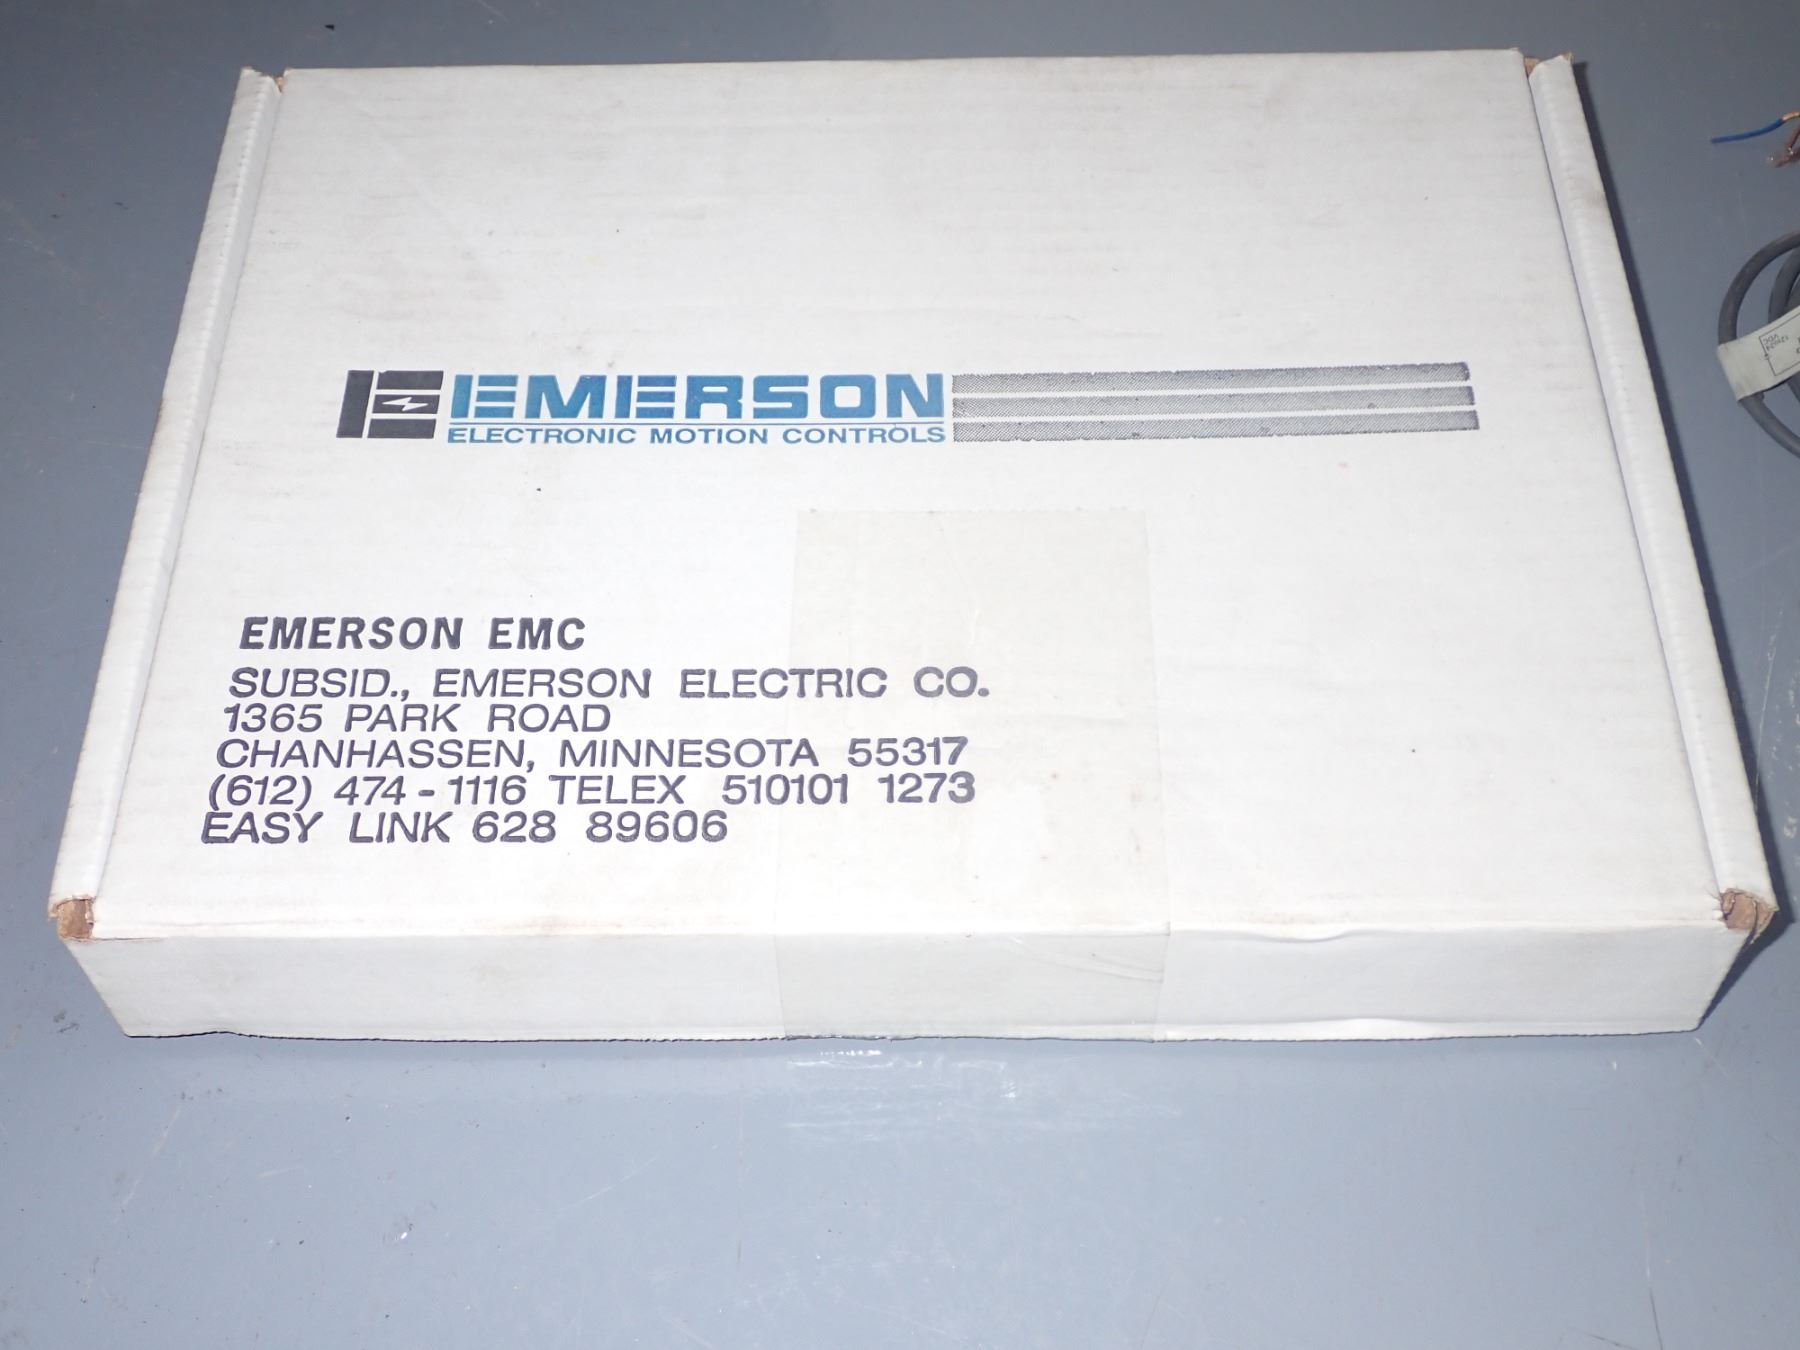 EMERSON
ELECTRONIC MOTION CONTROLS
EMERSON EMC
SUBSID., EMERSON ELECTRIC CO.
1365 PARK ROAD
CHANHASSEN, MINNESOTA 55317
(612) 474-1116 TELEX 510101 1273
EASY LINK 628 89606
VDC